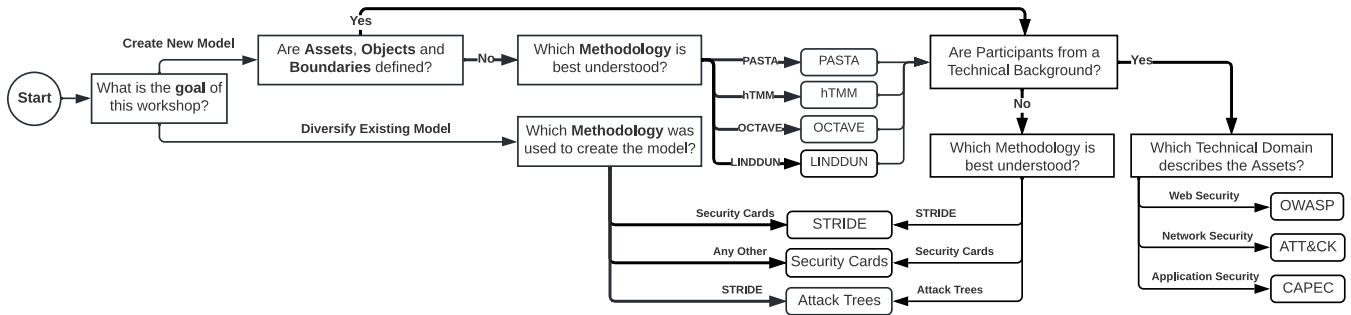 Yes
Create New Model
Are Assets, Objects and
Boundaries defined?
No
Which Methodology is
best understood?
PASTA
PASTA
hTMM
hTMM
OCTAVE
OCTAVE
LINDDUN
LINDDUN
Are Participants from a
Technical Background?
Yes
No
Start
What is the goal of
this workshop?
Diversify Existing Model
Which Methodology was
used to create the model?
Which Methodology is
best understood?
Which Technical Domain
describes the Assets?
Security Cards
STRIDE
STRIDE
Any Other
Security Cards
Security Cards
STRIDE
Attack Trees
Attack Trees
Web Security
OWASP
Network Security
ATT&CK
Application Security
CAPEC